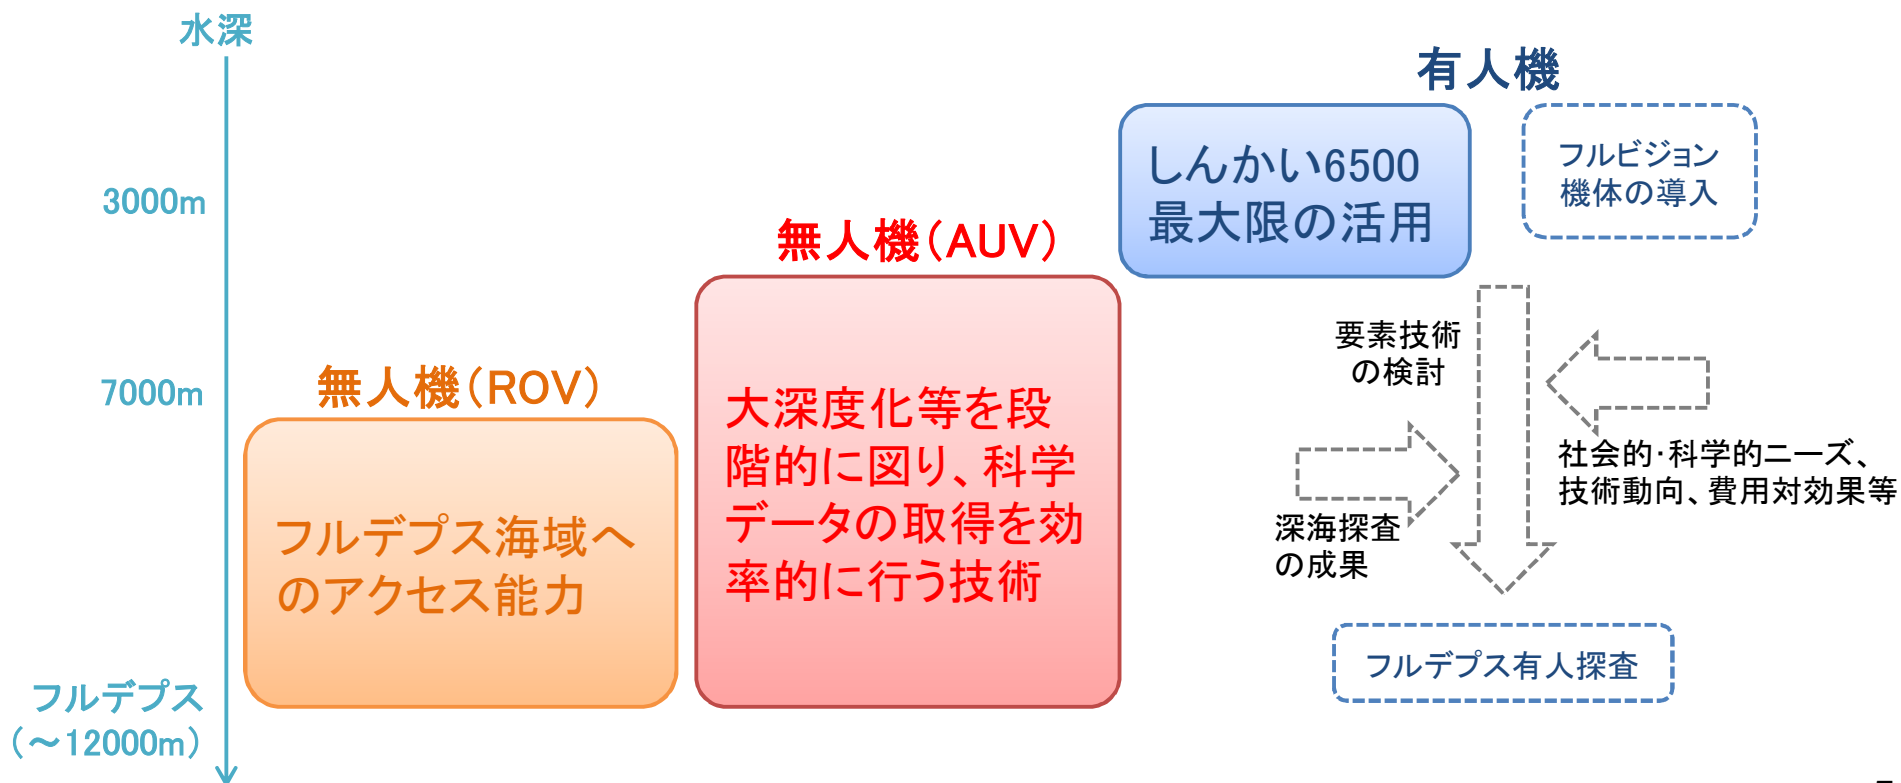 水深
3000m
7000m
フルデプス
(～12000m)
無人機(ROV)
フルデプス海域へ
のアクセス能力
無人機(AUV)
大深度化等を段
階的に図り、科学
データの取得を効
率的に行う技術
有人機
しんかい6500
最大限の活用
フルビジョン
機体の導入
要素技術
の検討
深海探査
の成果
社会的・科学的ニーズ、
技術動向、費用対効果等
フルデプス有人探査